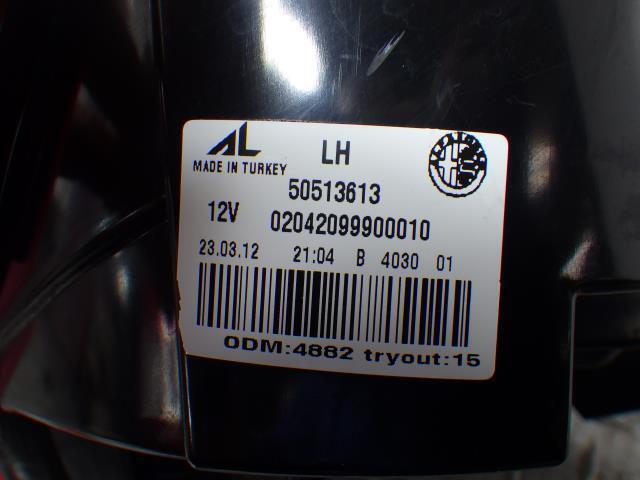 AL
LH
MADE IN TURKEY
50513613
12V 02042099900010
23.03.12 21:04 B 4030 01
ODM:4882 tryout:15